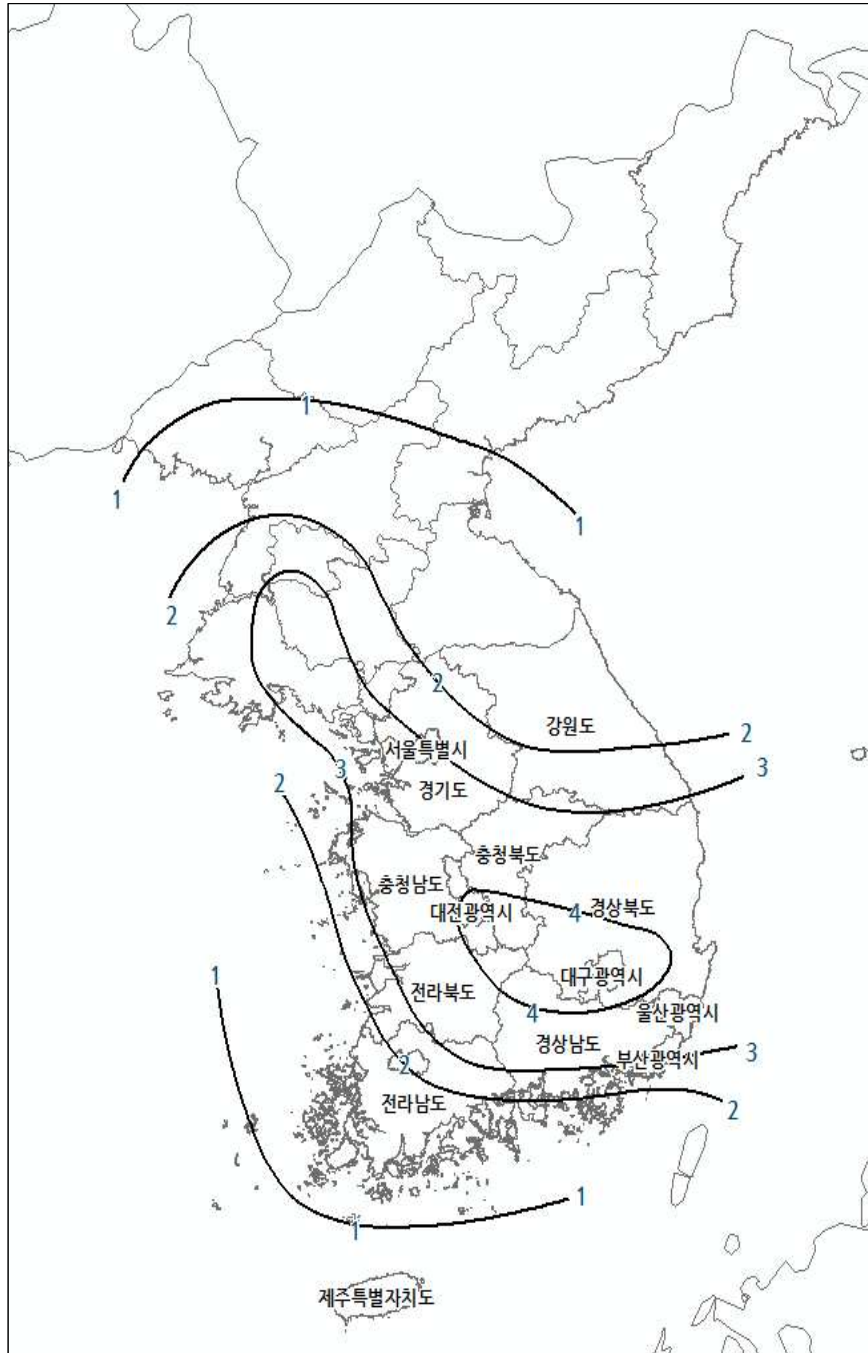 1
1
1
2
2
강원도
2
3
서울특별시
3
경기도
2
충청북도
충청남도
경상북도
4
대전광역시
대구광역시
1
전라북도
4
울산광역시
경상남도
3
부산광역시
2
전라남도
2
1
1
제주특별자치도